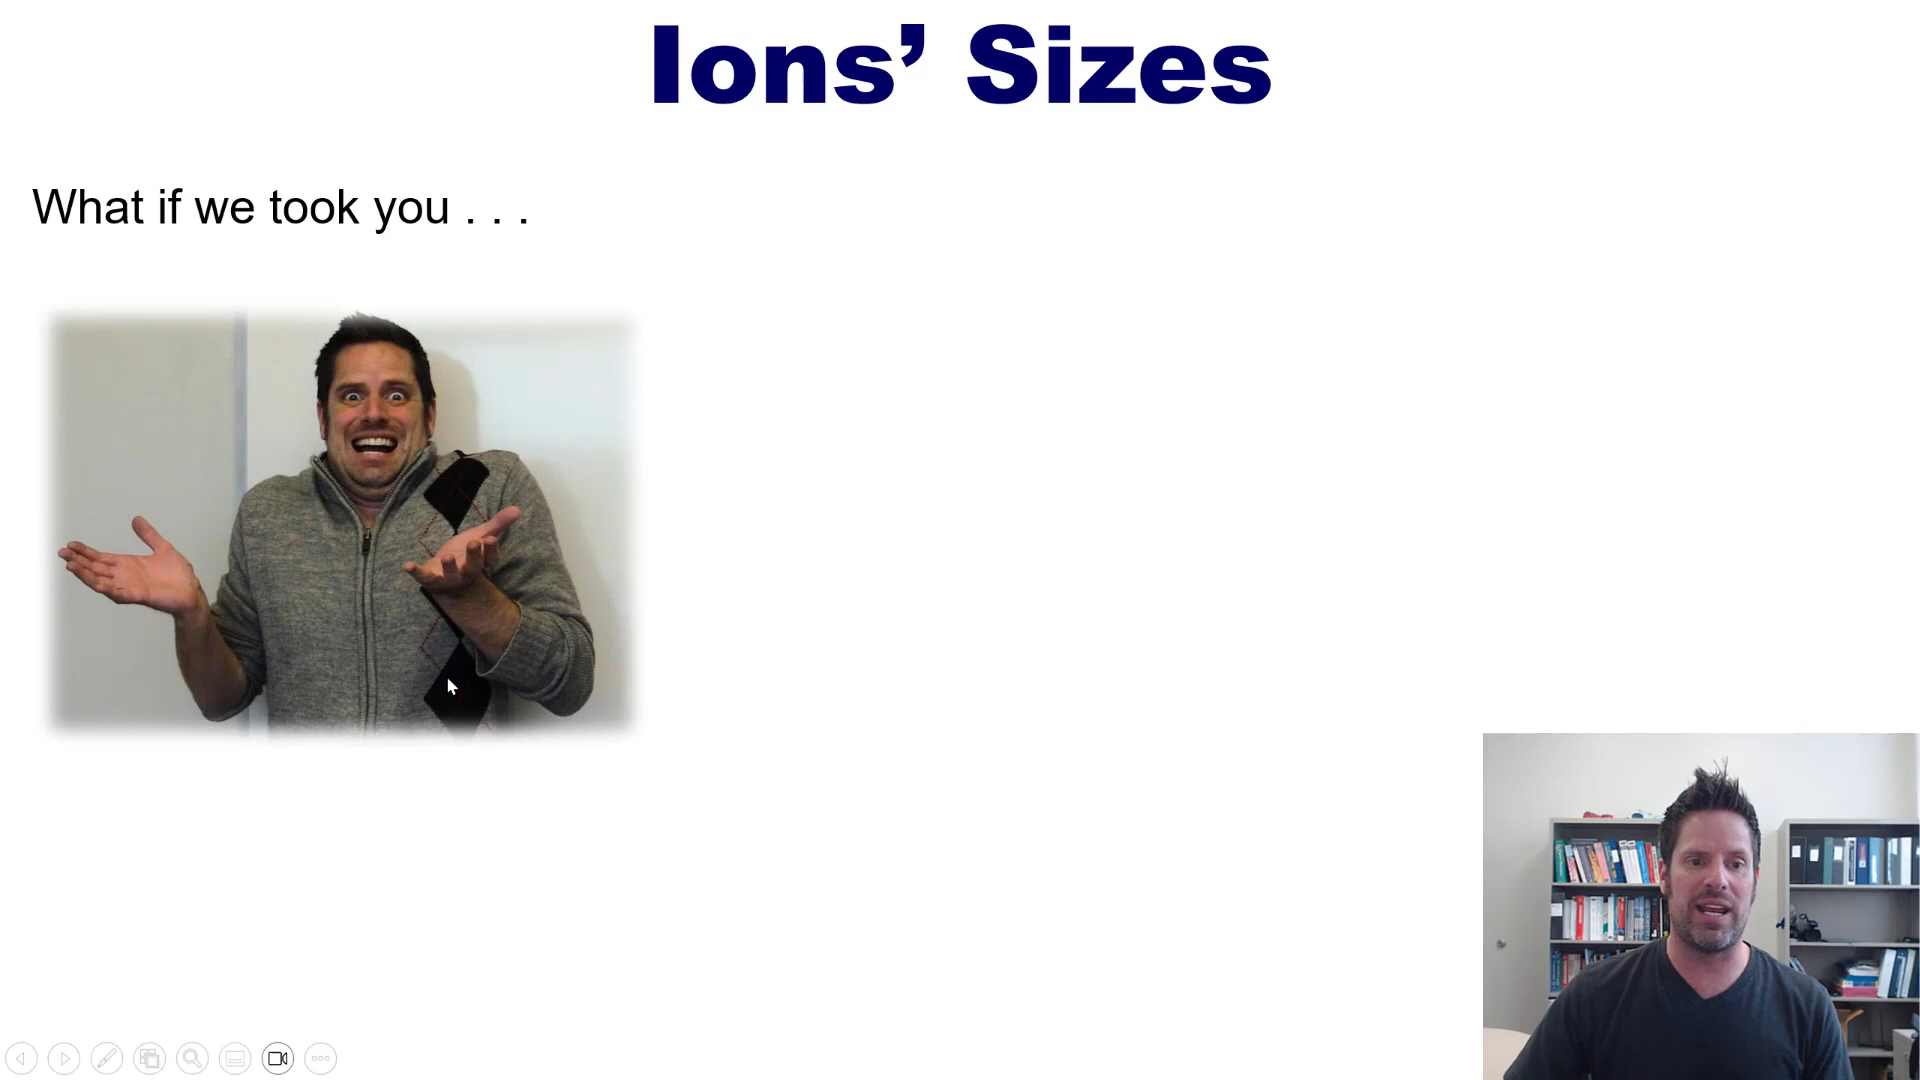 Ions’ Sizes
What if we took you . . .